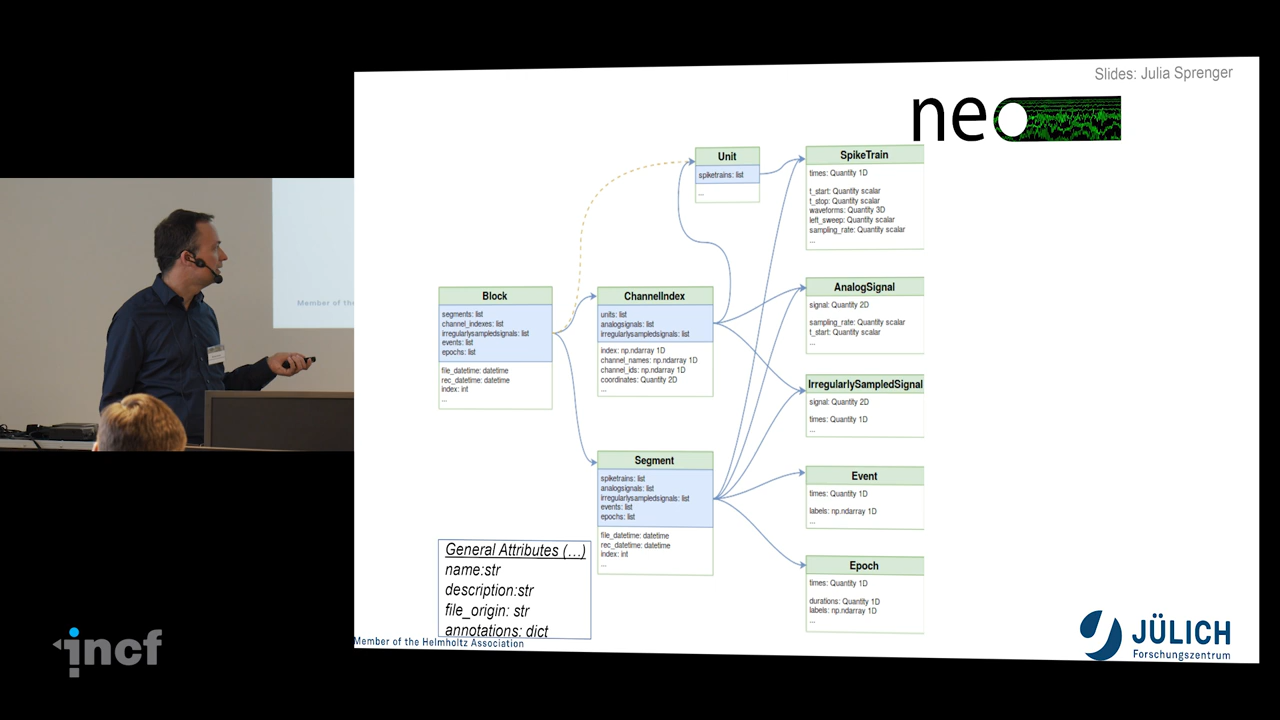 Slides: Julia Sprenger
neo
Unit
spiketrains: list
...
SpikeTrain
times: Quantity 1D
t_start: Quantity scalar
t_stop: Quantity scalar
waveforms: Quantity 3D
left_sweep: Quantity scalar
sampling_rate: Quantity scalar
...
Block
segments: list
channel_indexes: list
irregularlysampledsignals: list
events: list
epochs: list
file_datetime: datetime
rec_datetime: datetime
index: int
...
ChannelIndex
units: list
analogsignals: list
irregularlysampledsignals: list
index: np.ndarray 1D
channel_names: np.ndarray 1D
channel_ids: np.ndarray 1D
coordinates: Quantity 2D
...
AnalogSignal
signal: Quantity 2D
sampling_rate: Quantity scalar
t_start: Quantity scalar
...
IrregularlySampledSignal
signal: Quantity 2D
times: Quantity 1D
...
Segment
spiketrains: list
analogsignals: list
irregularlysampledsignals: list
events: list
epochs: list
file_datetime: datetime
rec_datetime: datetime
index: int
...
Event
times: Quantity 1D
labels: np.ndarray 1D
...
Epoch
times: Quantity 1D
durations: Quantity 1D
labels: np.ndarray 1D
...
General Attributes (...)
name:str
description:str
file_origin: str
annotations: dict
Member of the Helmholtz Association
JÜLICH
Forschungszentrum
Member of the
incf